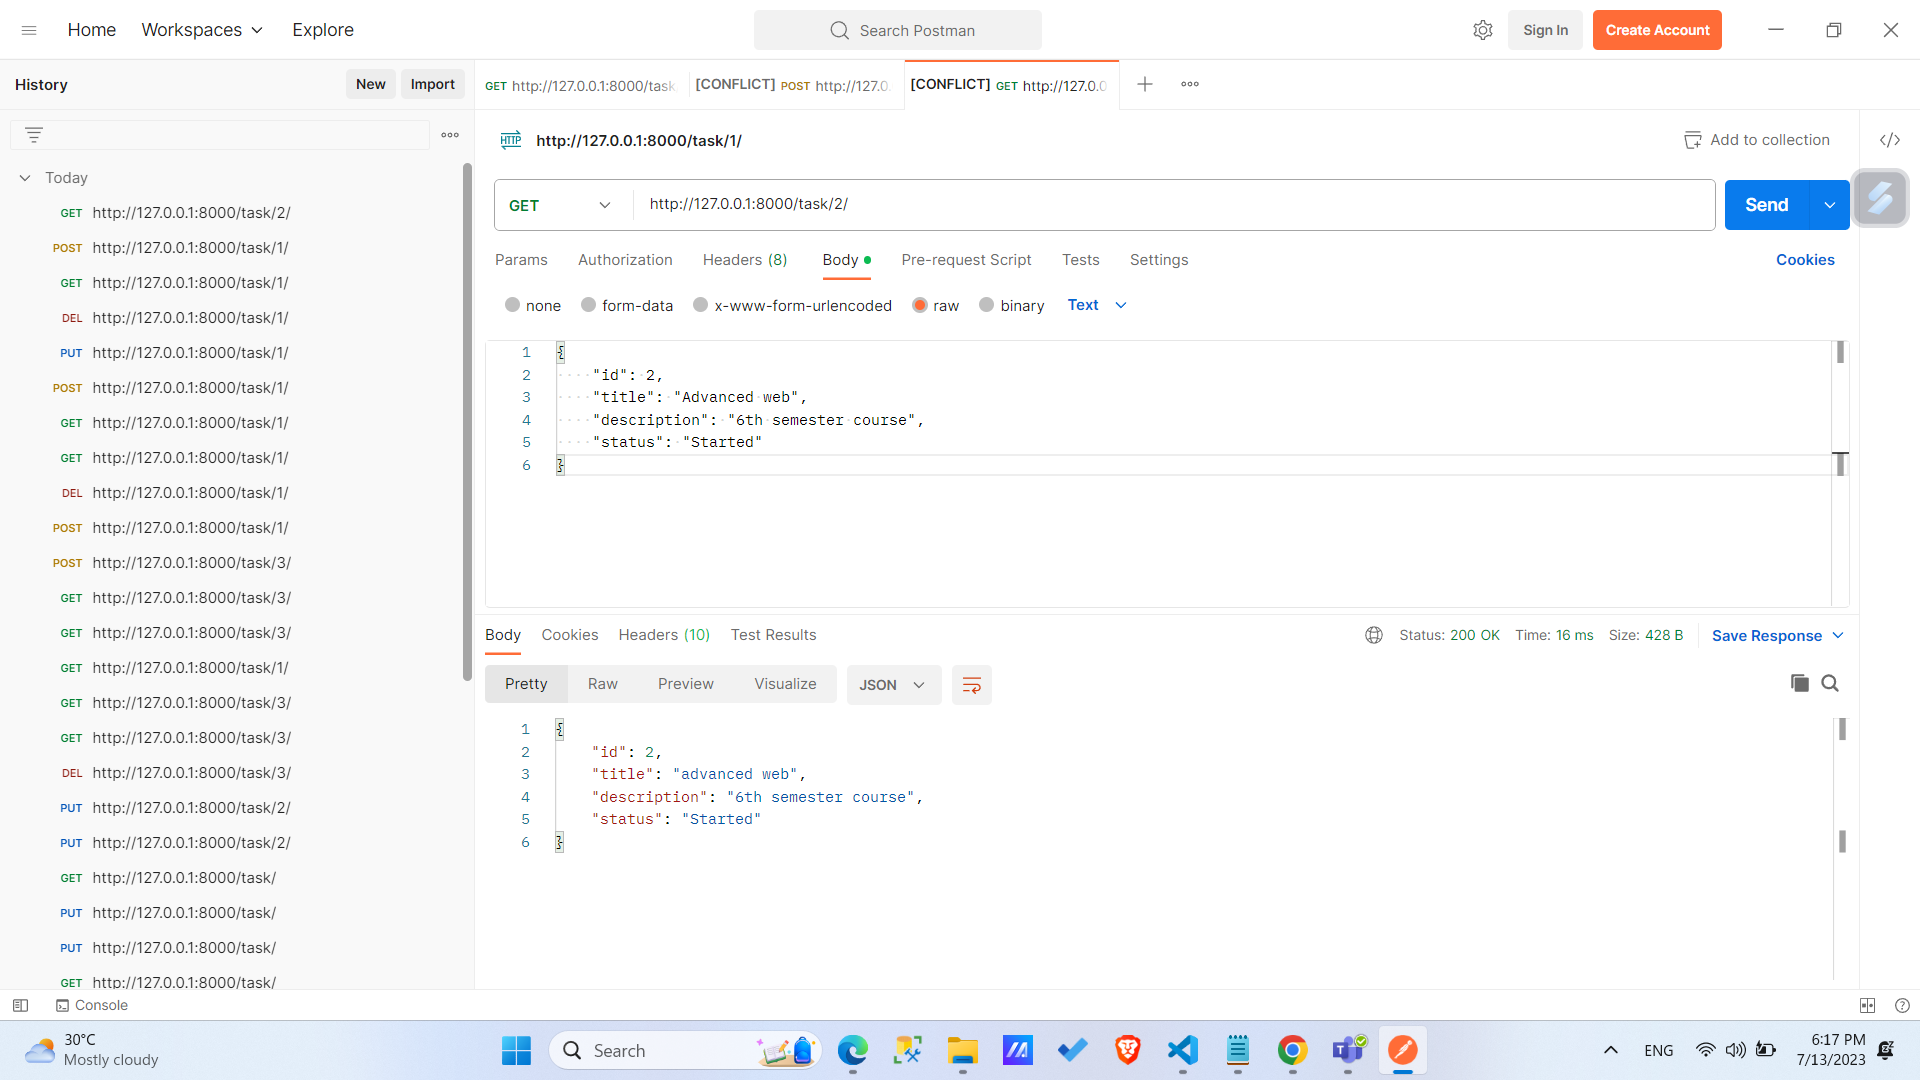 Home Workspaces Explore Search Postman Sign In Create Account
History New Import
GET http://127.0.0.1:8000/task [CONFLICT] POST http://127.0. [CONFLICT] GET http://127.0.0
HTTP http://127.0.0.1:8000/task/1/ Add to collection </>
GET http://127.0.0.1:8000/task/2/ Send
Params Authorization Headers (8) Body Pre-request Script Tests Settings Cookies
none form-data x-www-form-urlencoded raw binary Text
1 {
2 "id": 2,
3 "title": "Advanced web",
4 "description": "6th semester course",
5 "status": "Started"
6 }
Today
GET http://127.0.0.1:8000/task/2/
POST http://127.0.0.1:8000/task/1/
GET http://127.0.0.1:8000/task/1/
DEL http://127.0.0.1:8000/task/1/
PUT http://127.0.0.1:8000/task/1/
POST http://127.0.0.1:8000/task/1/
GET http://127.0.0.1:8000/task/1/
GET http://127.0.0.1:8000/task/1/
DEL http://127.0.0.1:8000/task/1/
POST http://127.0.0.1:8000/task/1/
POST http://127.0.0.1:8000/task/3/
GET http://127.0.0.1:8000/task/3/
GET http://127.0.0.1:8000/task/3/
GET http://127.0.0.1:8000/task/1/
GET http://127.0.0.1:8000/task/3/
GET http://127.0.0.1:8000/task/3/
DEL http://127.0.0.1:8000/task/3/
PUT http://127.0.0.1:8000/task/2/
PUT http://127.0.0.1:8000/task/2/
GET http://127.0.0.1:8000/task/
PUT http://127.0.0.1:8000/task/
PUT http://127.0.0.1:8000/task/
GET http://127.0.0.1:8000/task/
Body Cookies Headers (10) Test Results Status: 200 OK Time: 16 ms Size: 428 B Save Response
Pretty Raw Preview Visualize JSON
1 {
2 "id": 2,
3 "title": "advanced web",
4 "description": "6th semester course",
5 "status": "Started"
6 }
Console
30°C
Mostly cloudy
Search
ENG
6:17 PM
7/13/2023